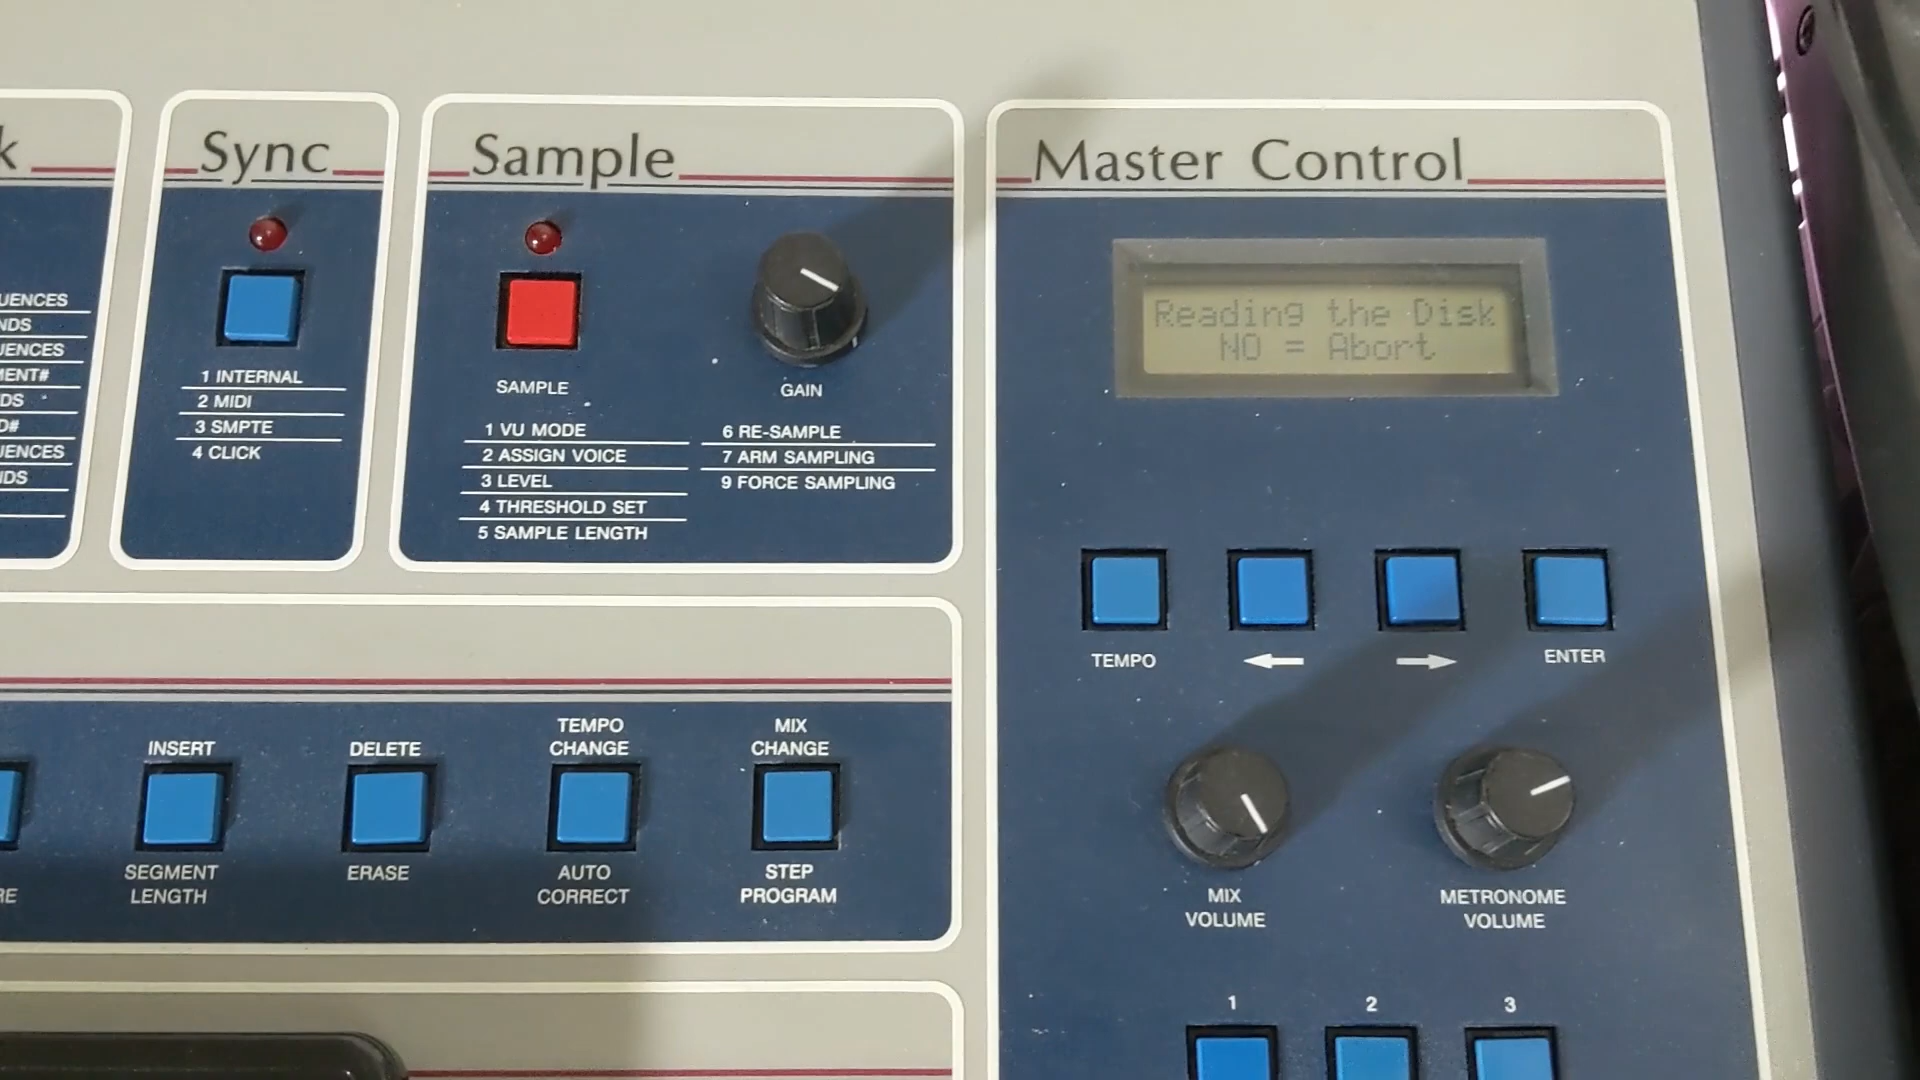 Sync
1 INTERNAL
2 MIDI
3 SMPTE
4 CLICK
Sample
SAMPLE
GAIN
1 VU MODE
2 ASSIGN VOICE
3 LEVEL
4 THRESHOLD SET
5 SAMPLE LENGTH
6 RE-SAMPLE
7 ARM SAMPLING
9 FORCE SAMPLING
Master Control
Reading the Disk
NO = Abort
TEMPO
ENTER
MIX
VOLUME
METRONOME
VOLUME
1 2 3
INSERT
SEGMENT
LENGTH
DELETE
ERASE
TEMPO
CHANGE
AUTO
CORRECT
MIX
CHANGE
STEP
PROGRAM